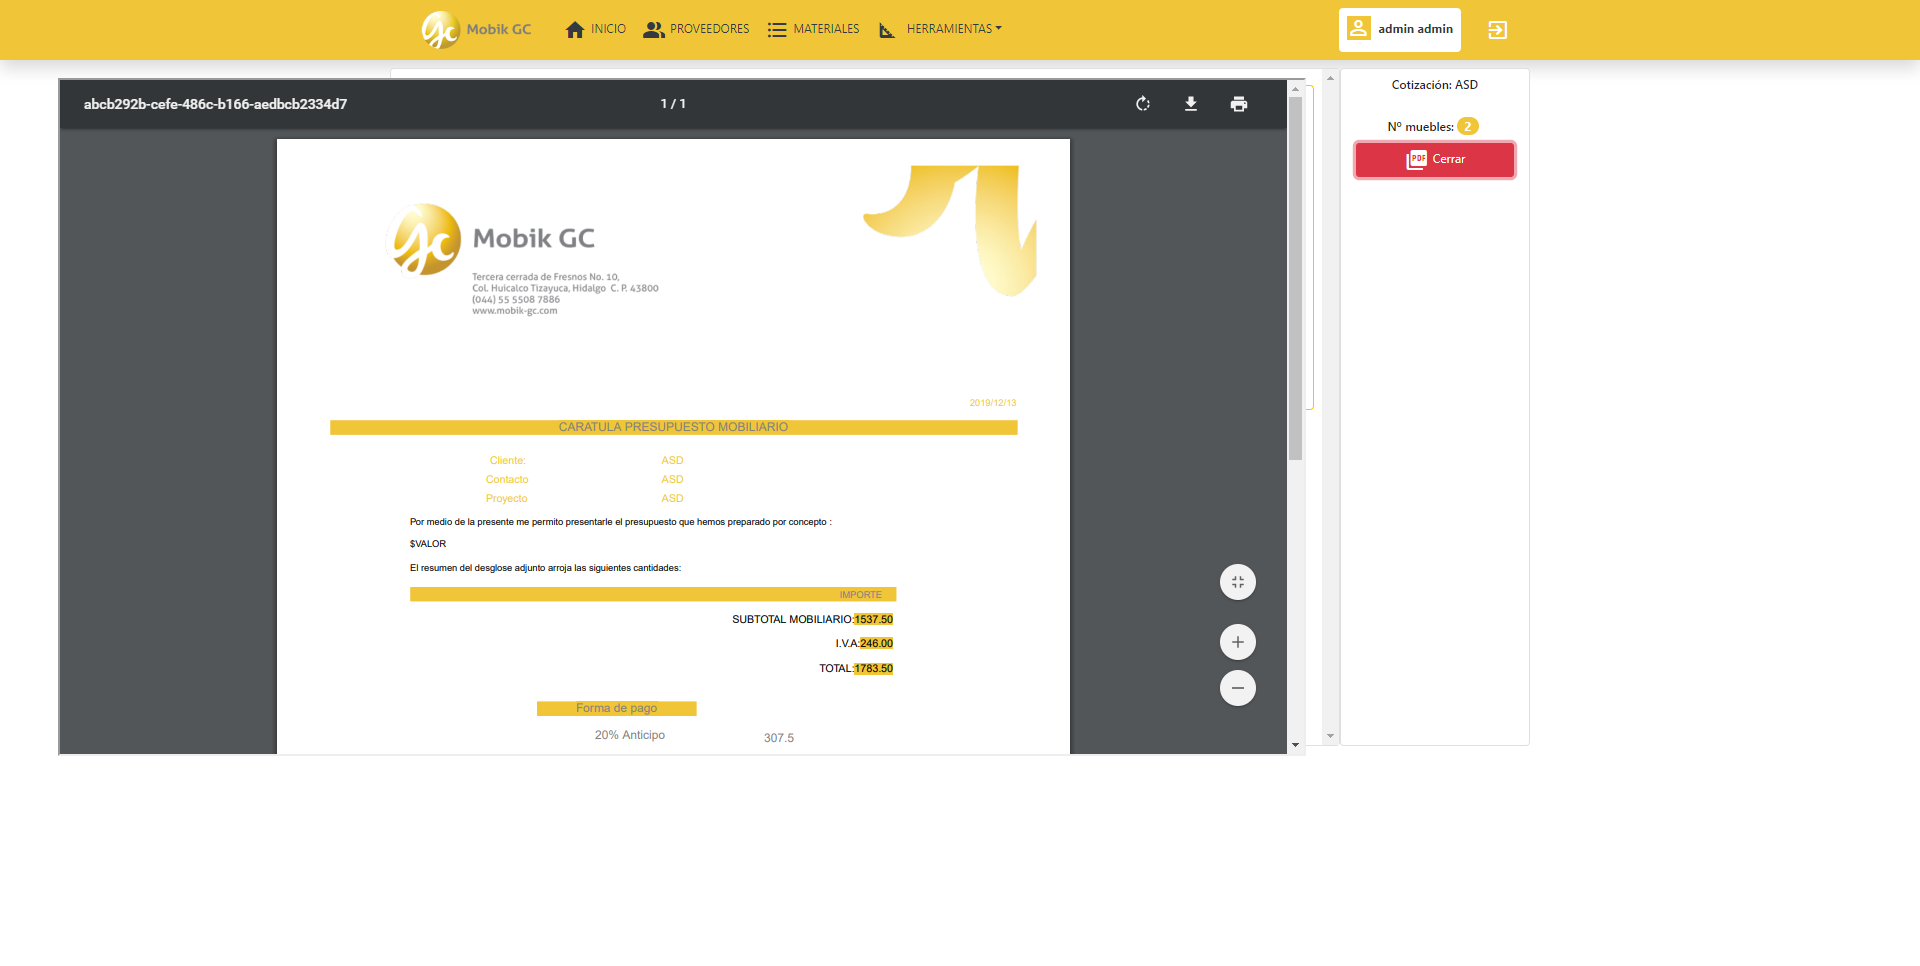 Mobik GC
INICIO
PROVEEDORES
MATERIALES
HERRAMIENTAS
admin admin
abcb292b-cefe-486c-b166-aedbcb2334d7
1 / 1
Cotización: ASD
Nº muebles: 2
PDF Cerrar
gc Mobik GC
Tercera cerrada de Fresnos No. 10,
Col. Huicalco Tizayuca, Hidalgo C. P. 43800
(044) 55 5508 7886
www.mobik-gc.com
2019/12/13
CARATULA PRESUPUESTO MOBILIARIO
Cliente: ASD
Contacto ASD
Proyecto ASD
Por medio de la presente me permito presentarle el presupuesto que hemos preparado por concepto :
$VALOR
El resumen del desglose adjunto arroja las siguientes cantidades:
IMPORTE
SUBTOTAL MOBILIARIO:1537.50
I.V.A:246.00
TOTAL:1783.50
Forma de pago
20% Anticipo 307.5